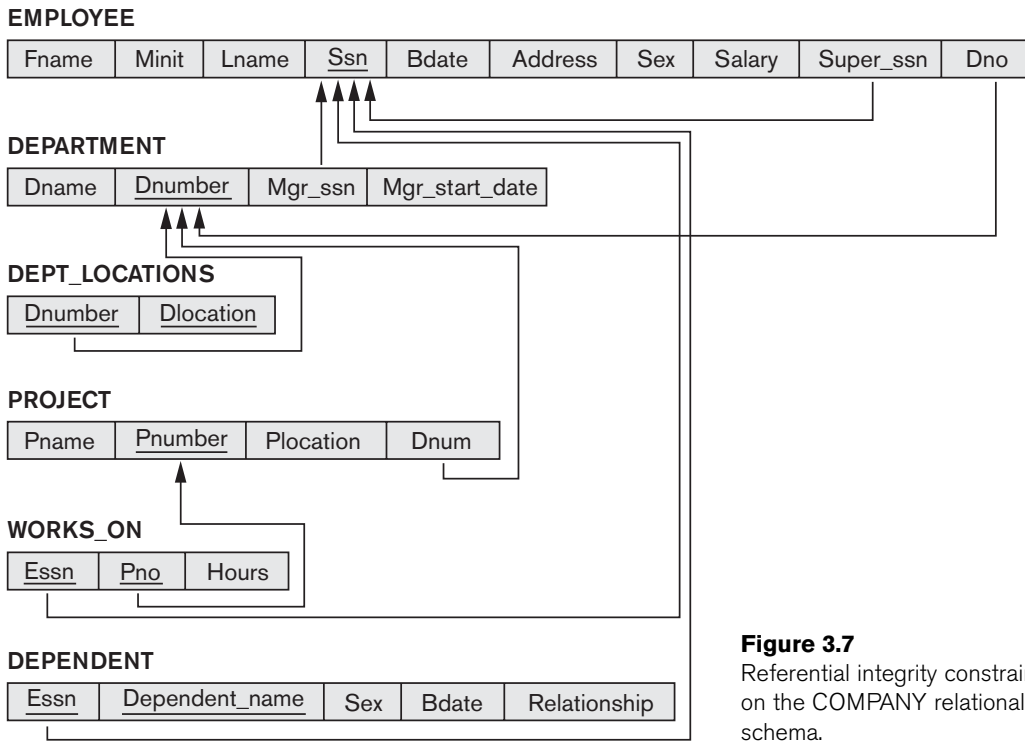 EMPLOYEE
Fname Minit Lname Ssn Bdate Address Sex Salary Super_ssn Dno
DEPARTMENT
Dname Dnumber Mgr_ssn Mgr_start_date
DEPT_LOCATIONS
Dnumber Dlocation
PROJECT
Pname Pnumber Plocation Dnum
WORKS_ON
Essn Pno Hours
DEPENDENT
Essn Dependent_name Sex Bdate Relationship
Figure 3.7
Referential integrity constrai
on the COMPANY relational
schema.